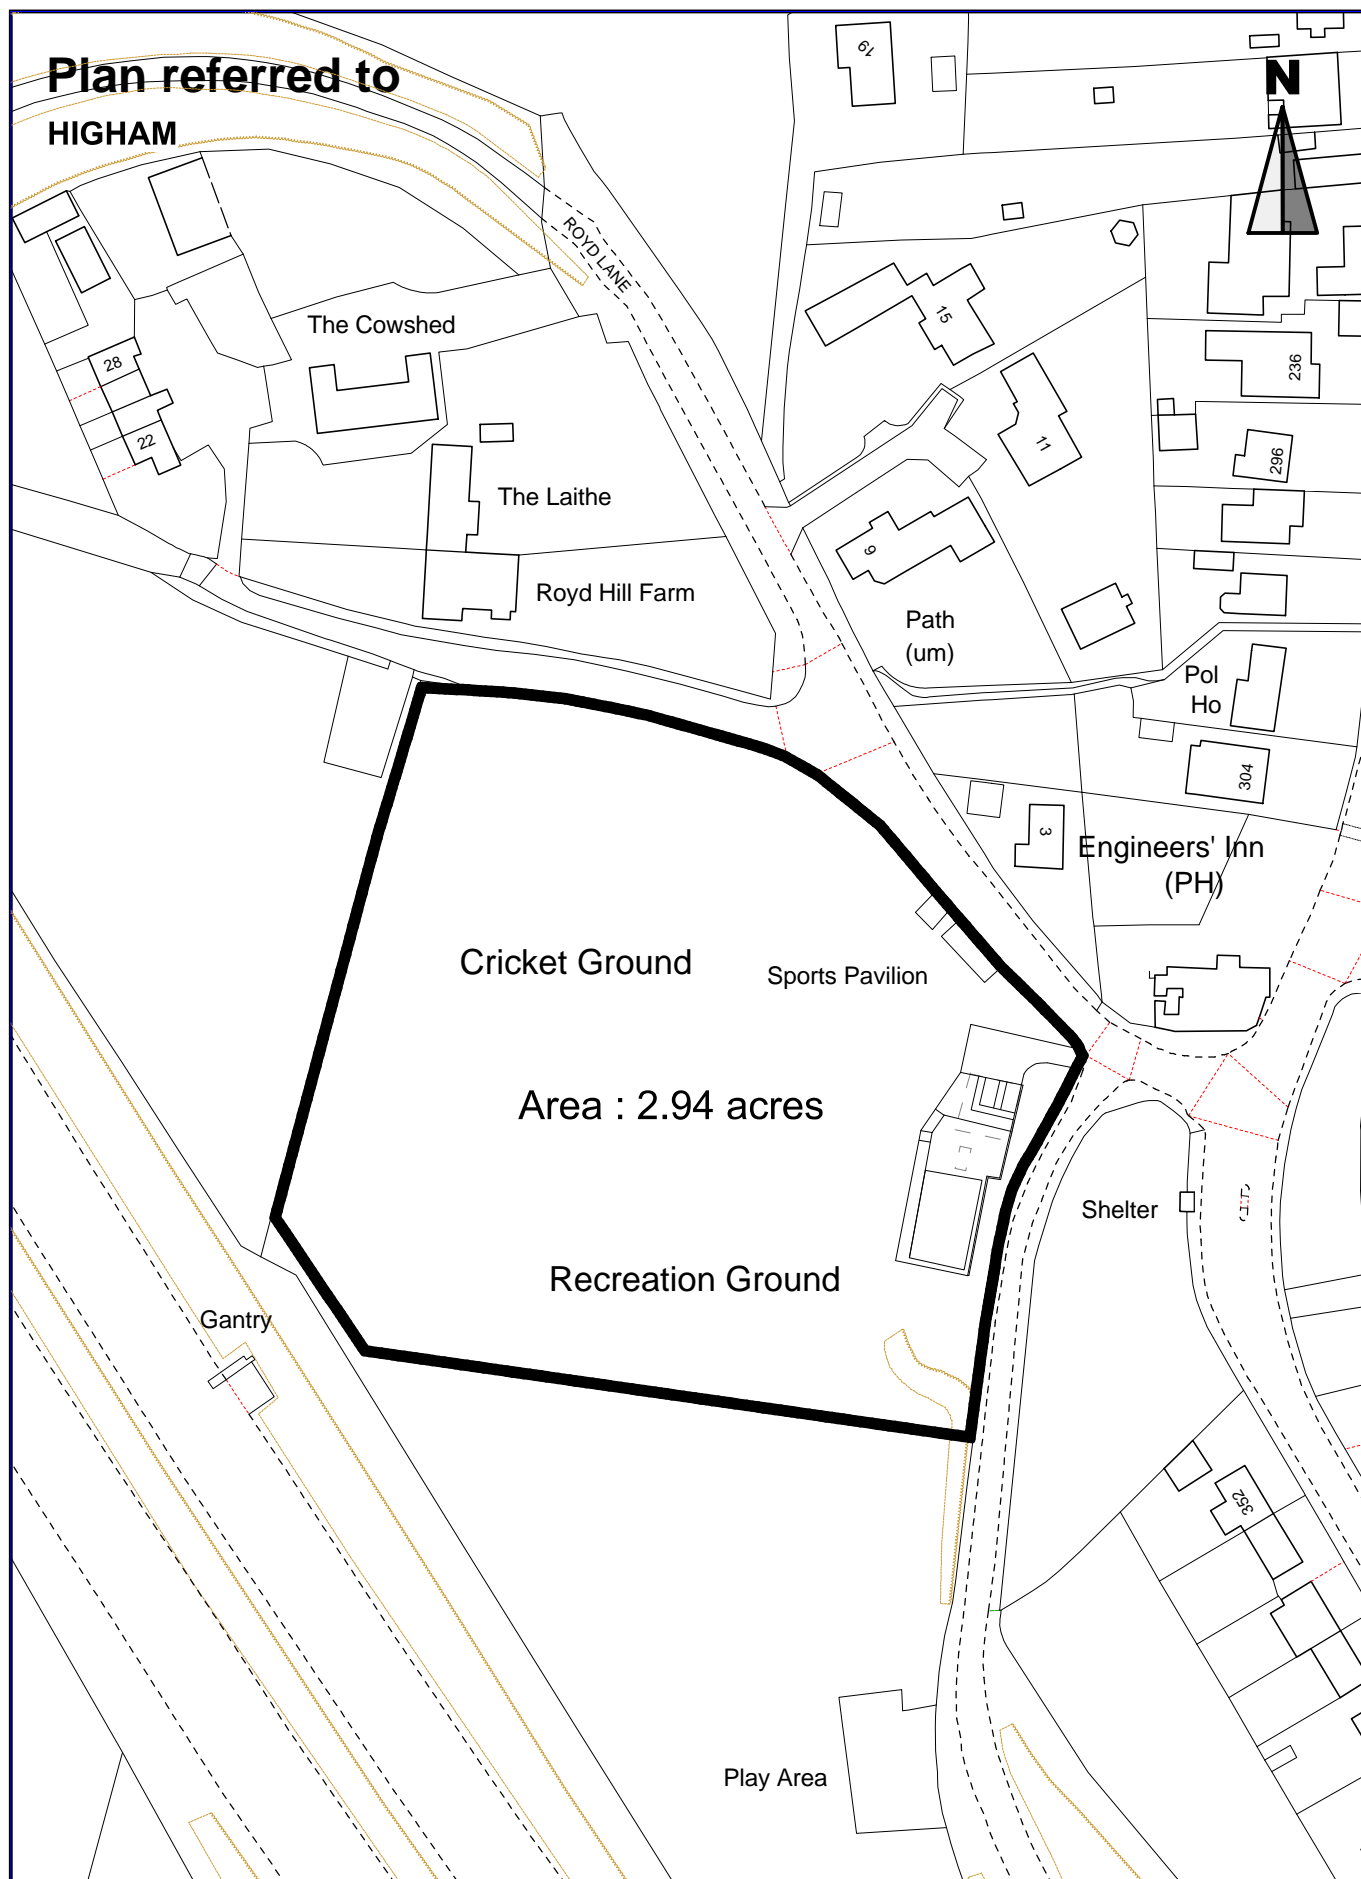 Plan referred to
HIGHAM
N
19
ROYD LANE
The Cowshed
15
28
236
11
22
296
The Laithe
9
Royd Hill Farm
Path
(um)
Pol
Ho
304
3
Engineers' Inn
(PH)
Cricket Ground
Sports Pavilion
Area : 2.94 acres
Shelter
Recreation Ground
Gantry
352
Play Area